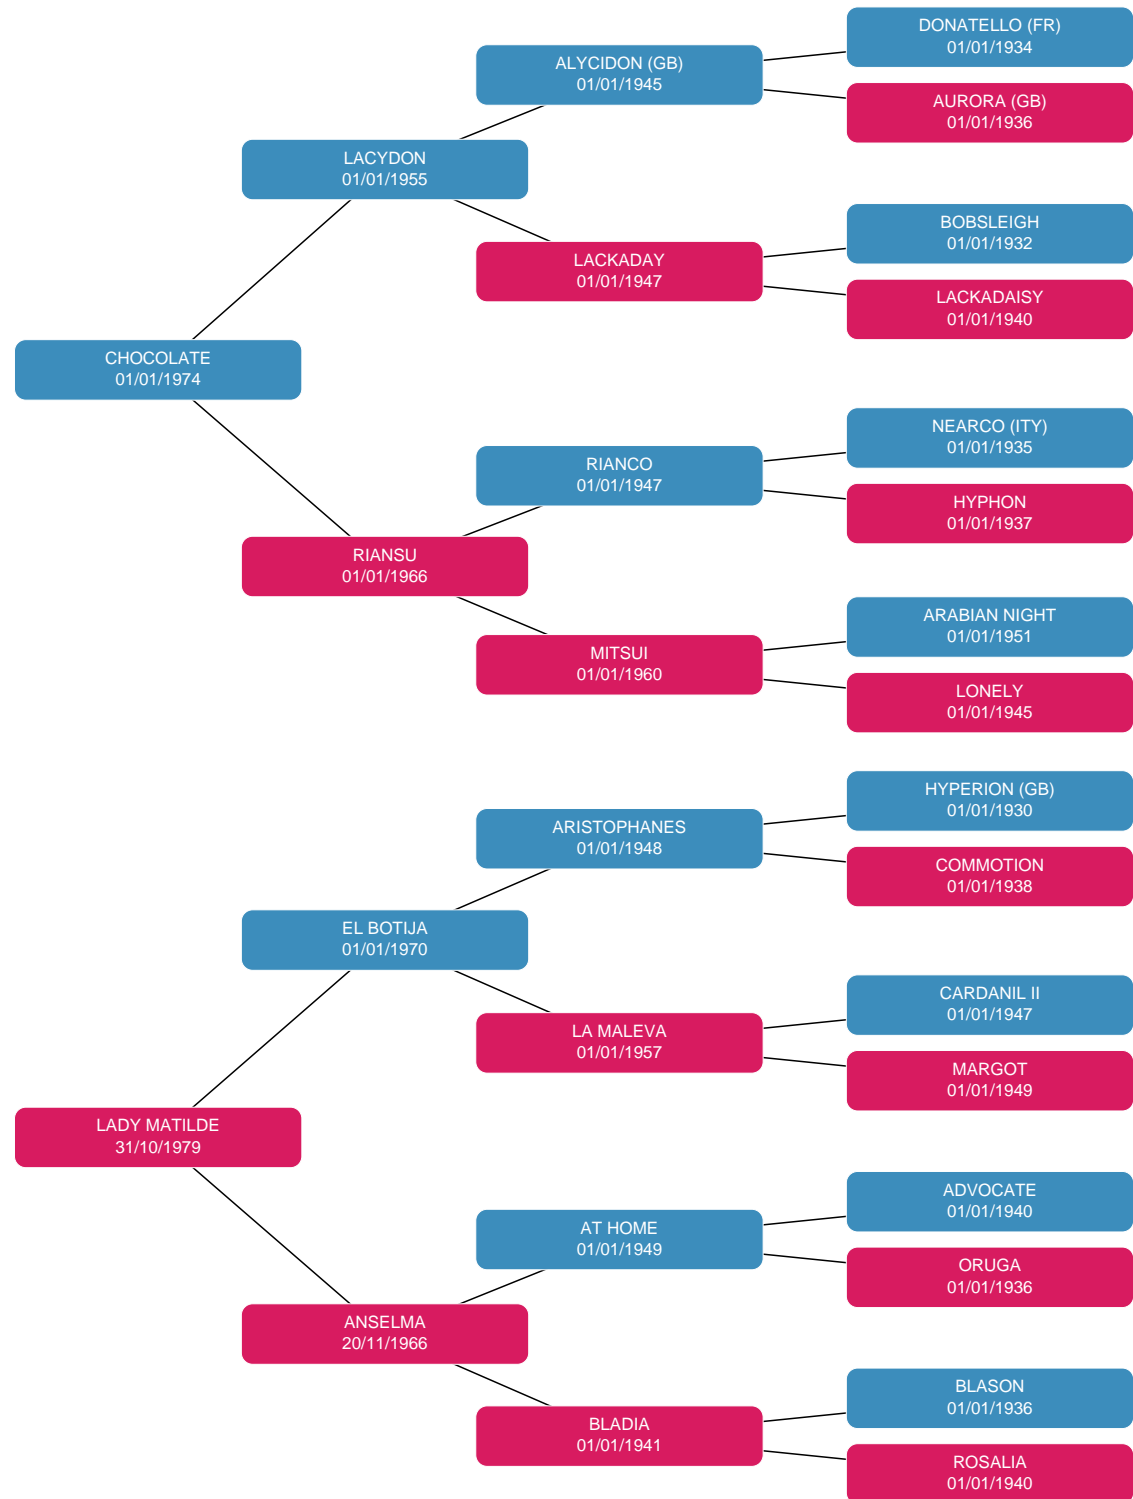 DONATELLO (FR)
01/01/1934
ALYCIDON (GB)
01/01/1945
AURORA (GB)
01/01/1936
LACYDON
01/01/1955
BOBSLEIGH
01/01/1932
LACKADAY
01/01/1947
LACKADAISY
01/01/1940
CHOCOLATE
01/01/1974
NEARCO (ITY)
01/01/1935
RIANCO
01/01/1947
HYPHON
01/01/1937
RIANSU
01/01/1966
ARABIAN NIGHT
01/01/1951
MITSUI
01/01/1960
LONELY
01/01/1945
HYPERION (GB)
01/01/1930
ARISTOPHANES
01/01/1948
COMMOTION
01/01/1938
EL BOTIJA
01/01/1970
CARDANIL II
01/01/1947
LA MALEVA
01/01/1957
MARGOT
01/01/1949
LADY MATILDE
31/10/1979
ADVOCATE
01/01/1940
AT HOME
01/01/1949
ORUGA
01/01/1936
ANSELMA
20/11/1966
BLASON
01/01/1936
BLADIA
01/01/1941
ROSALIA
01/01/1940